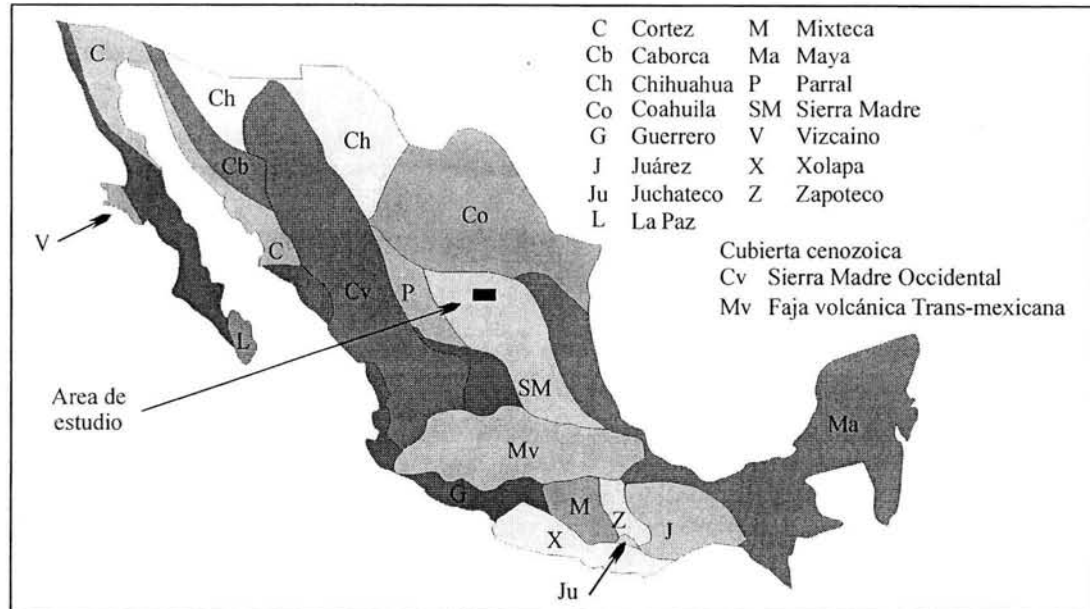 C Cortez M Mixteca
Cb Caborca Ma Maya
Ch Chihuahua P Parral
Co Coahuila SM Sierra Madre
G Guerrero V Vizcaino
J Juárez X Xolapa
Ju Juchateco Z Zapoteco
L La Paz
Cubierta cenozoica
Cv Sierra Madre Occidental
Mv Faja volcánica Trans-mexicana
C
Ch
Ch
Cb
Co
V
C
Cv
P
L
Area de
estudio
SM
Ma
Mv
G
M
Z
J
X
Ju